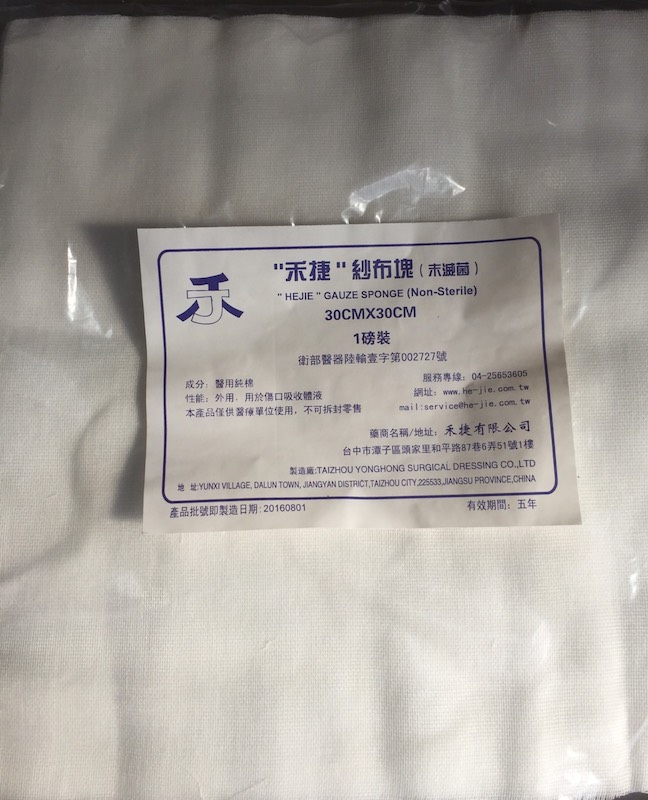 禾
"禾捷"紗布塊(未滅菌)
"HEJIE" GAUZE SPONGE (Non-Sterile)
30CMX30CM
1磅裝
衛部醫器陸輸壹字第002727號
成分: 醫用純棉
性能: 外用, 用於傷口吸收體液
本產品僅供醫療單位使用, 不可拆封零售
服務專線: 04-25653605
網址: www.he-jie.com.tw
mail:service@he-jie.com.tw
藥商名稱/地址: 禾捷有限公司
台中市潭子區頭家里和平路87巷6弄51號1樓
製造廠:TAIZHOU YONGHONG SURGICAL DRESSING CO.,LTD
地 址:YUNXI VILLAGE, DALUN TOWN, JIANGYAN DISTRICT,TAIZHOU CITY,225533,JIANGSU PROVINCE,CHINA
產品批號即製造日期: 20160801
有效期間: 五年